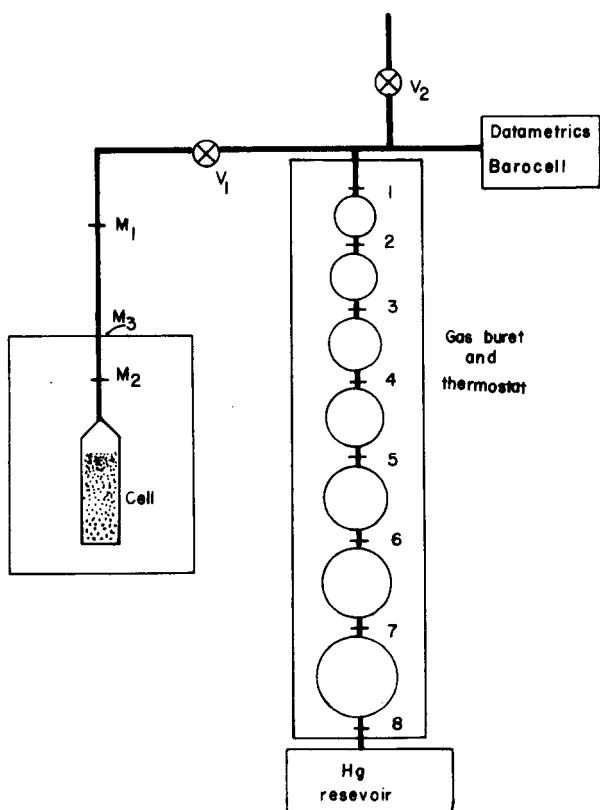 V2
Datametrics
Barocell
V1
1
M1
2
3
M3
Gas buret
and
thermostat
M2
4
5
Cell
6
7
8
Hg
resevoir